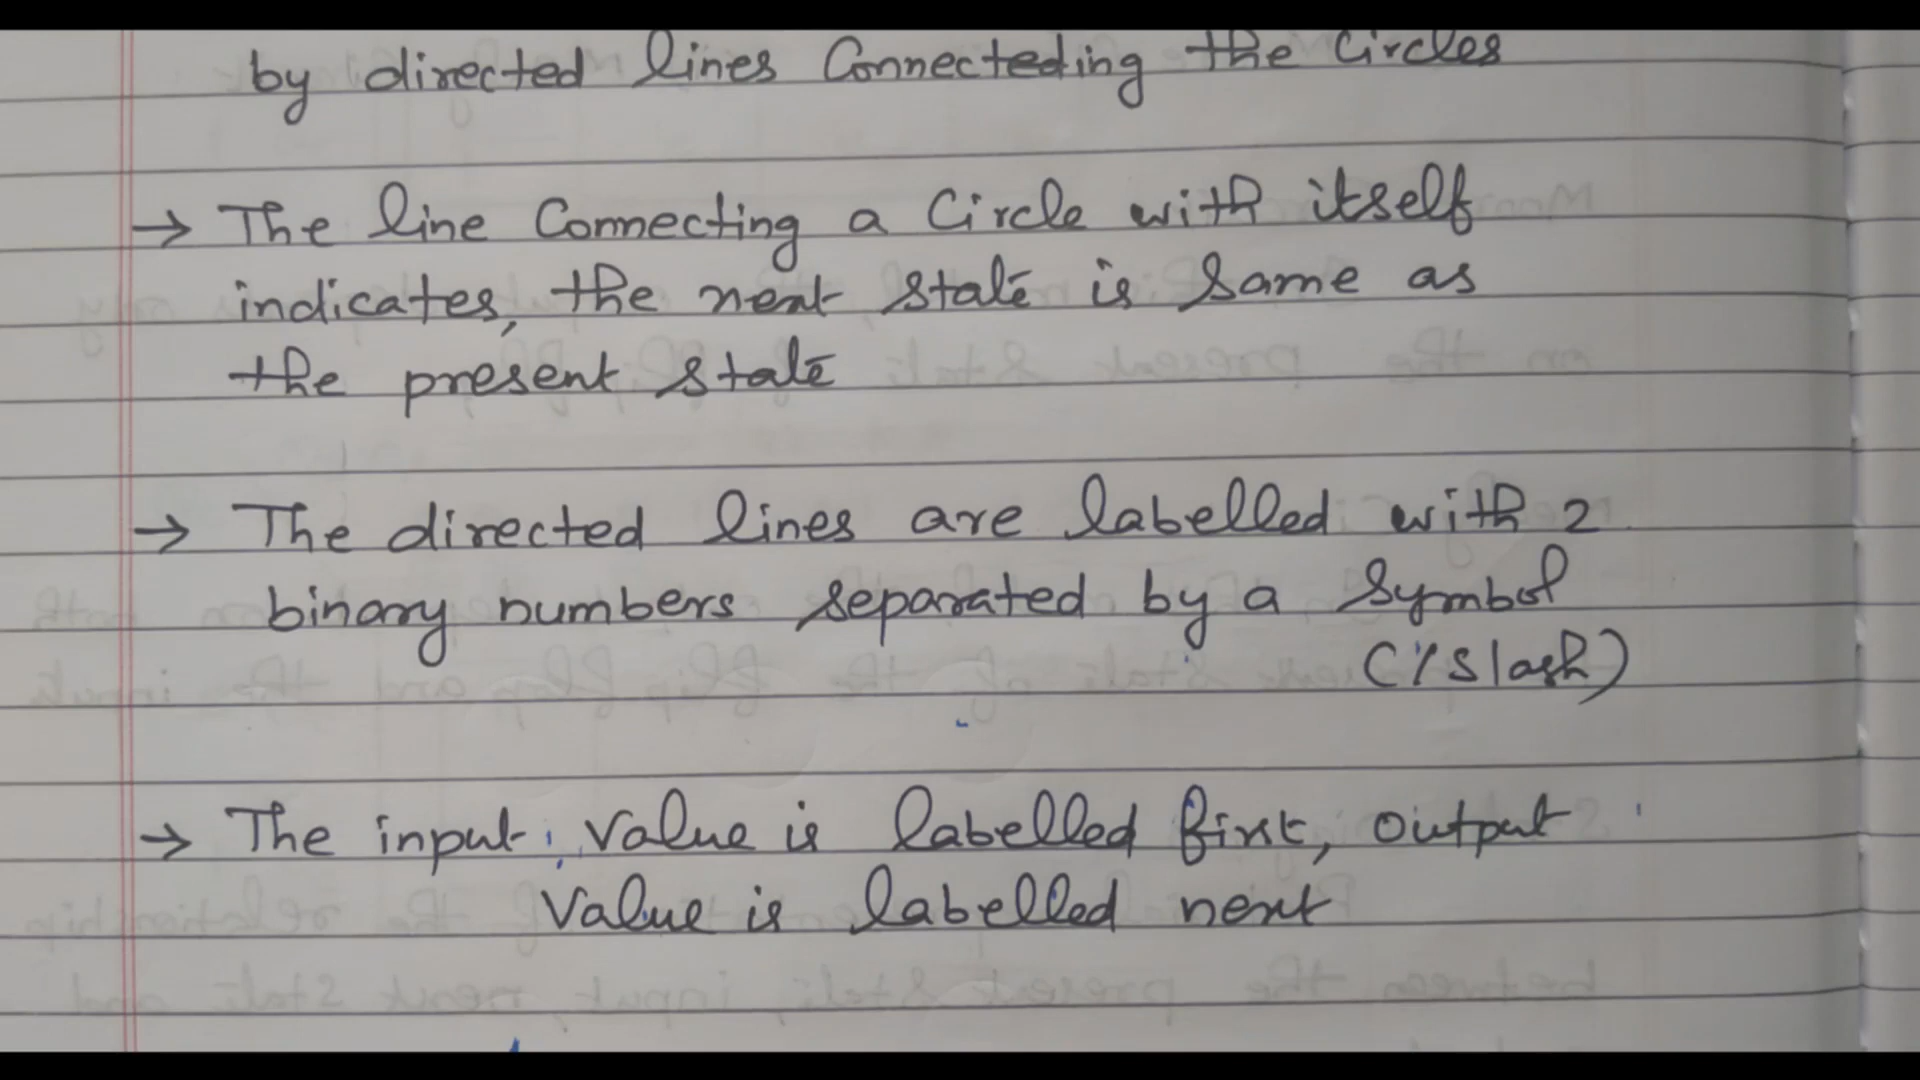 by directed lines Connecteding the Circles
→ The line Connecting a Circle with itself
indicates, the next state is same as
the present state
→ The directed lines are labelled with 2
binary numbers separated by a Symbol
(/Slash)
→ The input value is labelled first, output
Value is labelled next